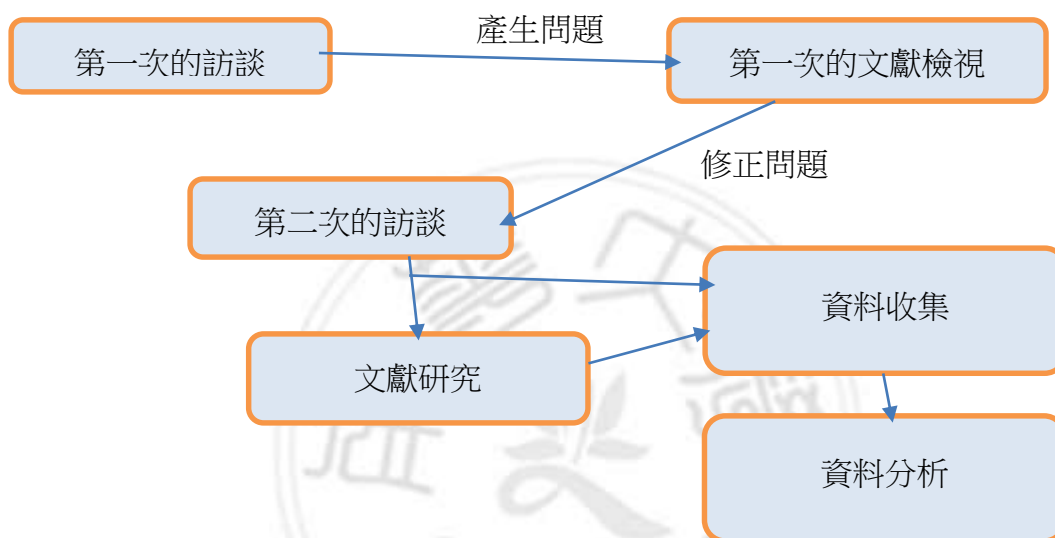 產生問題
第一次的訪談
第一次的文獻檢視
修正問題
第二次的訪談
資料收集
文獻研究
資料分析